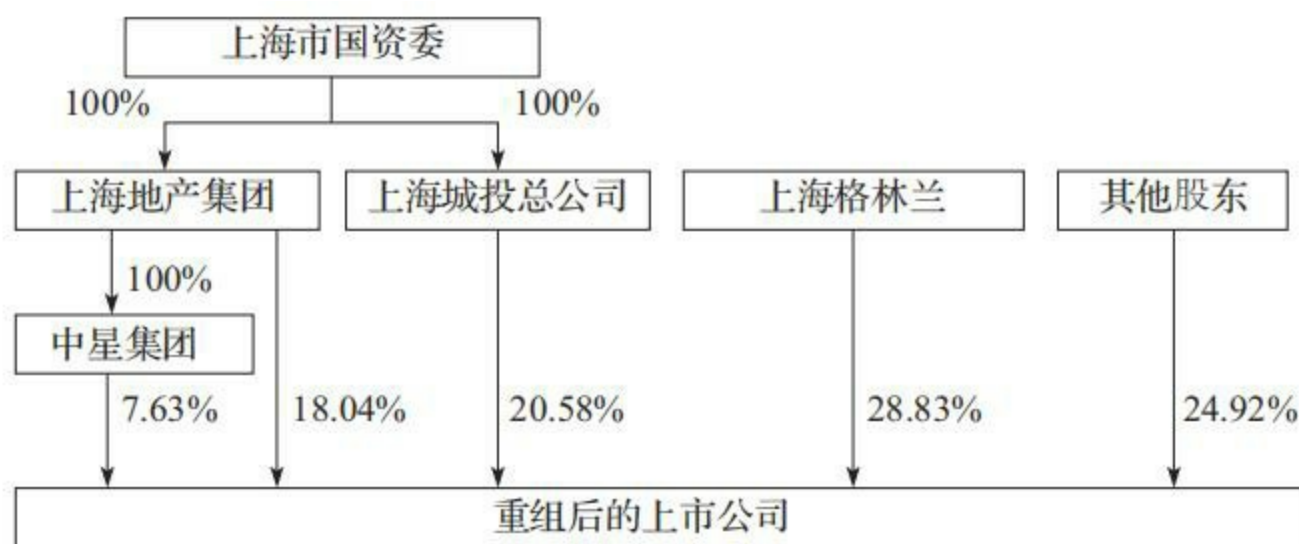 上海市国资委
100%
100%
上海地产集团
上海城投总公司
上海格林兰
其他股东
100%
中星集团
7.63%
18.04%
20.58%
28.83%
24.92%
重组后的上市公司